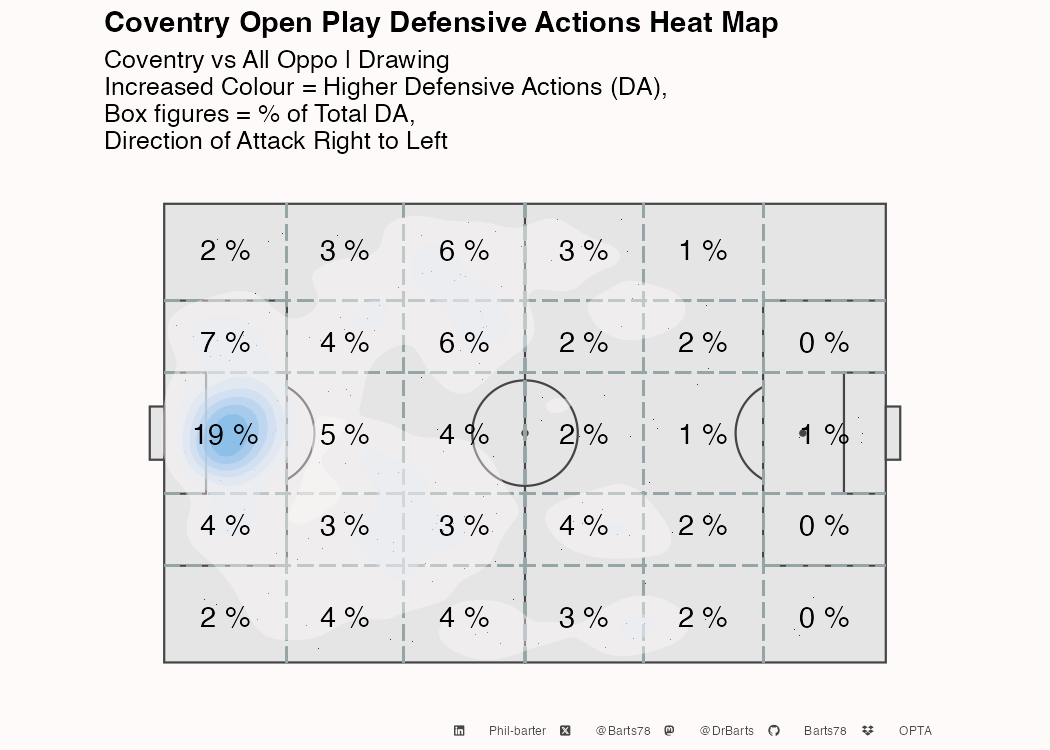 Coventry Open Play Defensive Actions Heat Map
Coventry vs All Oppo | Drawing
Increased Colour = Higher Defensive Actions (DA),
Box figures = % of Total DA,
Direction of Attack Right to Left
2 % 3 % 6 % 3 % 1 %
7 % 4 % 6 % 2 % 2 % 0 %
19 % 5 % 4 % 2 % 1 % 1 %
4 % 3 % 3 % 4 % 2 % 0 %
2 % 4 % 4 % 3 % 2 % 0 %
Phil-barter @Barts78 @DrBarts Barts78 OPTA